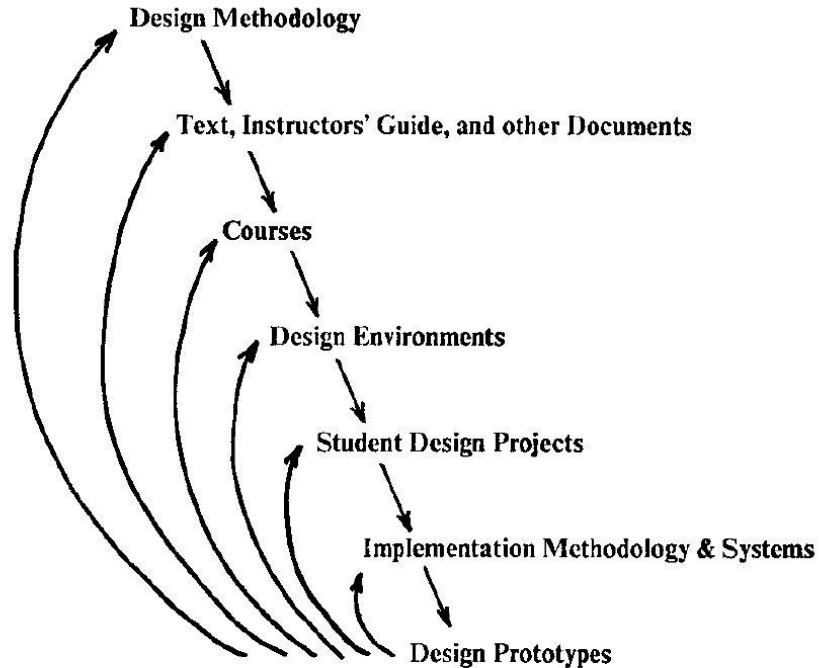 Design Methodology
Text, Instructors' Guide, and other Documents
Courses
Design Environments
Student Design Projects
Implementation Methodology & Systems
Design Prototypes